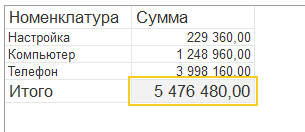 Номенклатура Сумма
Настройка 229 360,00
Компьютер 1 248 960,00
Телефон 3 998 160,00
Итого 5 476 480,00